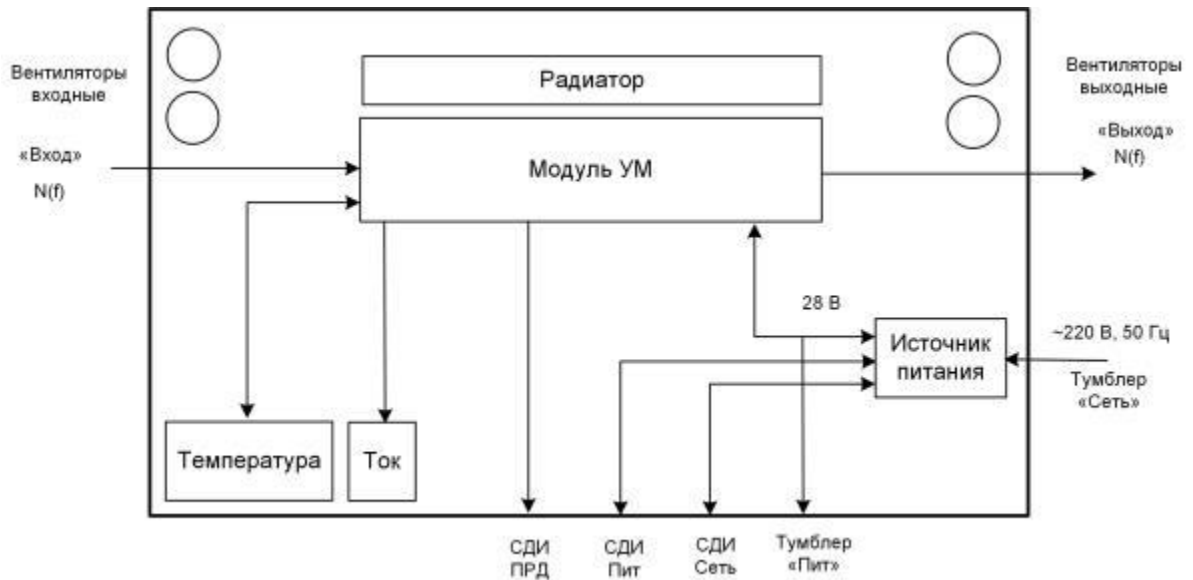 Вентиляторы
входные
Радиатор
Вентиляторы
выходные
«Вход»
N(f)
Модуль УМ
«Выход»
N(f)
28 В
Источник
питания
~220 В, 50 Гц
Тумблер
«Сеть»
Температура
Ток
СДИ
ПРД
СДИ
Пит
СДИ
Сеть
Тумблер
«Пит»